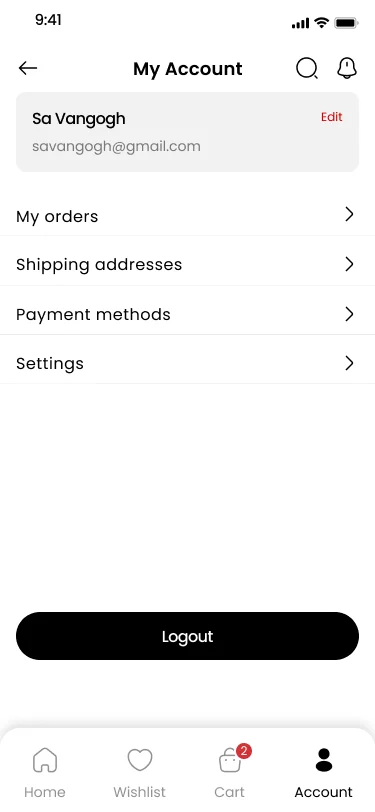 9:41
My Account
Sa Vangogh
Edit
savangogh@gmail.com
My orders
Shipping addresses
Payment methods
Settings
Logout
2
Home
Wishlist
Cart
Account